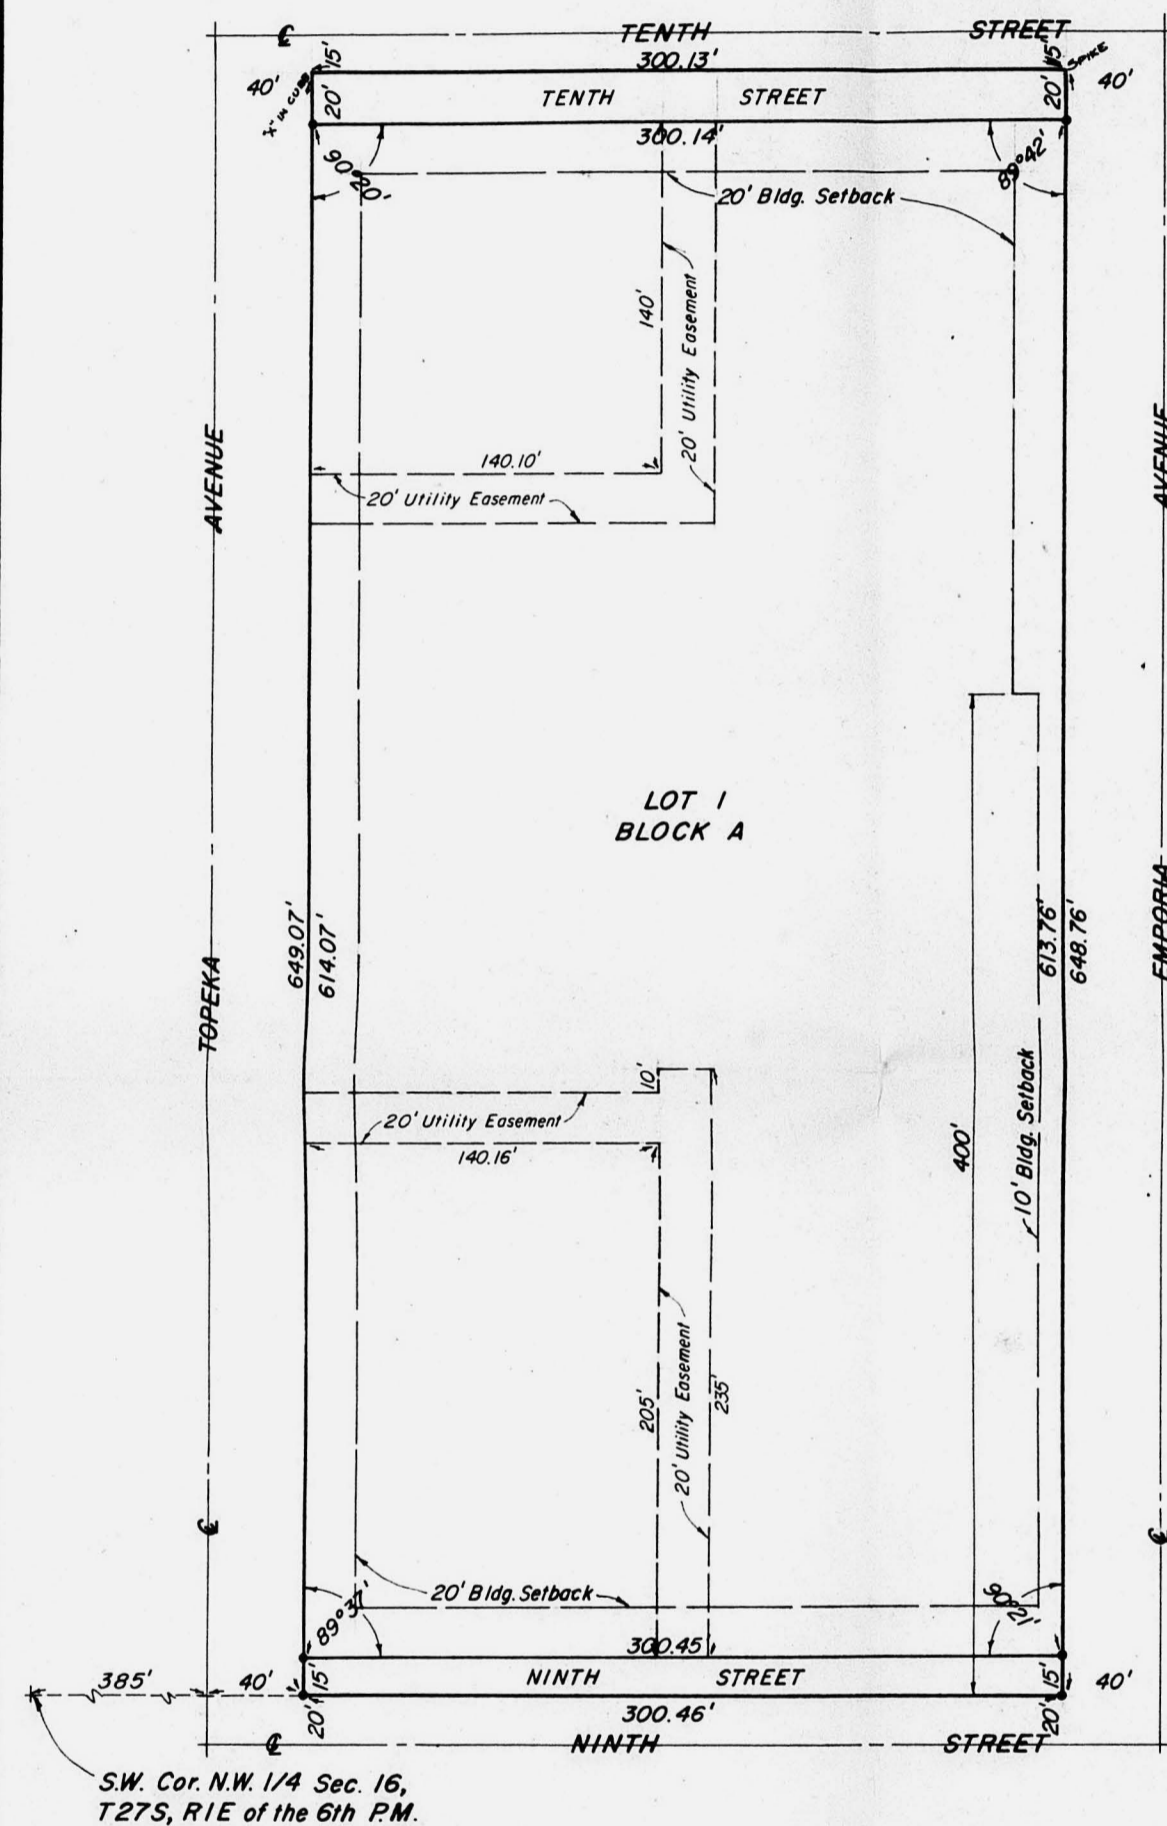 ℄ TENTH STREET
15' 300.13' 15' SPIKE
40' "X" IN CURB 20' TENTH STREET 20' 40'
300.14'
90°20' 89°42'
20' Bldg. Setback
140'
20' Utility Easement
140.10'
20' Utility Easement
AVENUE
AVENUE
LOT 1
BLOCK A
TOPEKA
EMPORIA
649.07'
614.07'
613.76'
648.76'
10'
20' Utility Easement
140.16'
400'
10' Bldg. Setback
205'
20' Utility Easement
235'
℄
℄
20' Bldg. Setback
89°37' 90°21'
300.45'
385' 40' 15' NINTH STREET 15' 40'
20' 300.46' 20'
℄ NINTH STREET
S.W. Cor. N.W. 1/4 Sec. 16,
T27S, R1E of the 6th P.M.